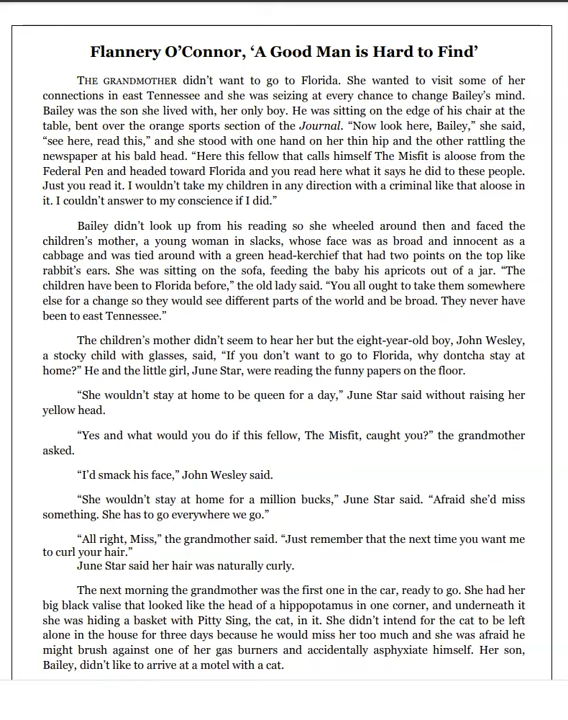 Flannery O’Connor, ‘A Good Man is Hard to Find’
THE GRANDMOTHER didn’t want to go to Florida. She wanted to visit some of her
connections in east Tennessee and she was seizing at every chance to change Bailey’s mind.
Bailey was the son she lived with, her only boy. He was sitting on the edge of his chair at the
table, bent over the orange sports section of the Journal. “Now look here, Bailey,” she said,
“see here, read this,” and she stood with one hand on her thin hip and the other rattling the
newspaper at his bald head. “Here this fellow that calls himself The Misfit is aloose from the
Federal Pen and headed toward Florida and you read here what it says he did to these people.
Just you read it. I wouldn’t take my children in any direction with a criminal like that aloose in
it. I couldn’t answer to my conscience if I did.”
Bailey didn’t look up from his reading so she wheeled around then and faced the
children’s mother, a young woman in slacks, whose face was as broad and innocent as a
cabbage and was tied around with a green head-kerchief that had two points on the top like
rabbit’s ears. She was sitting on the sofa, feeding the baby his apricots out of a jar. “The
children have been to Florida before,” the old lady said. “You all ought to take them somewhere
else for a change so they would see different parts of the world and be broad. They never have
been to east Tennessee.”
The children’s mother didn’t seem to hear her but the eight-year-old boy, John Wesley,
a stocky child with glasses, said, “If you don’t want to go to Florida, why dontcha stay at
home?” He and the little girl, June Star, were reading the funny papers on the floor.
“She wouldn’t stay at home to be queen for a day,” June Star said without raising her
yellow head.
“Yes and what would you do if this fellow, The Misfit, caught you?” the grandmother
asked.
“I’d smack his face,” John Wesley said.
“She wouldn’t stay at home for a million bucks,” June Star said. “Afraid she’d miss
something. She has to go everywhere we go.”
“All right, Miss,” the grandmother said. “Just remember that the next time you want me
to curl your hair.”
June Star said her hair was naturally curly.
The next morning the grandmother was the first one in the car, ready to go. She had her
big black valise that looked like the head of a hippopotamus in one corner, and underneath it
she was hiding a basket with Pitty Sing, the cat, in it. She didn’t intend for the cat to be left
alone in the house for three days because he would miss her too much and she was afraid he
might brush against one of her gas burners and accidentally asphyxiate himself. Her son,
Bailey, didn’t like to arrive at a motel with a cat.